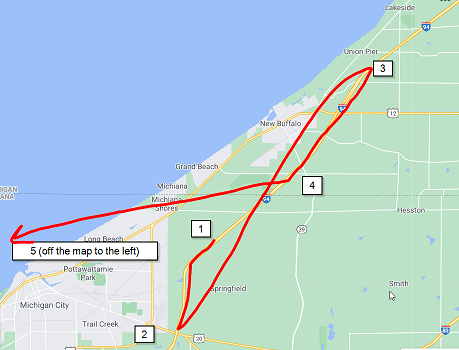 Lakeside
94
Union Pier
3
94
12
New Buffalo
Grand Beach
IGAN
ANA
Michiana
Michiana
Shores
4
94
Hesston
1
39
Long Beach
5 (off the map to the left)
Pottawattamie
Park
Springfield
Smith
Michigan City
Trail Creek
2
20